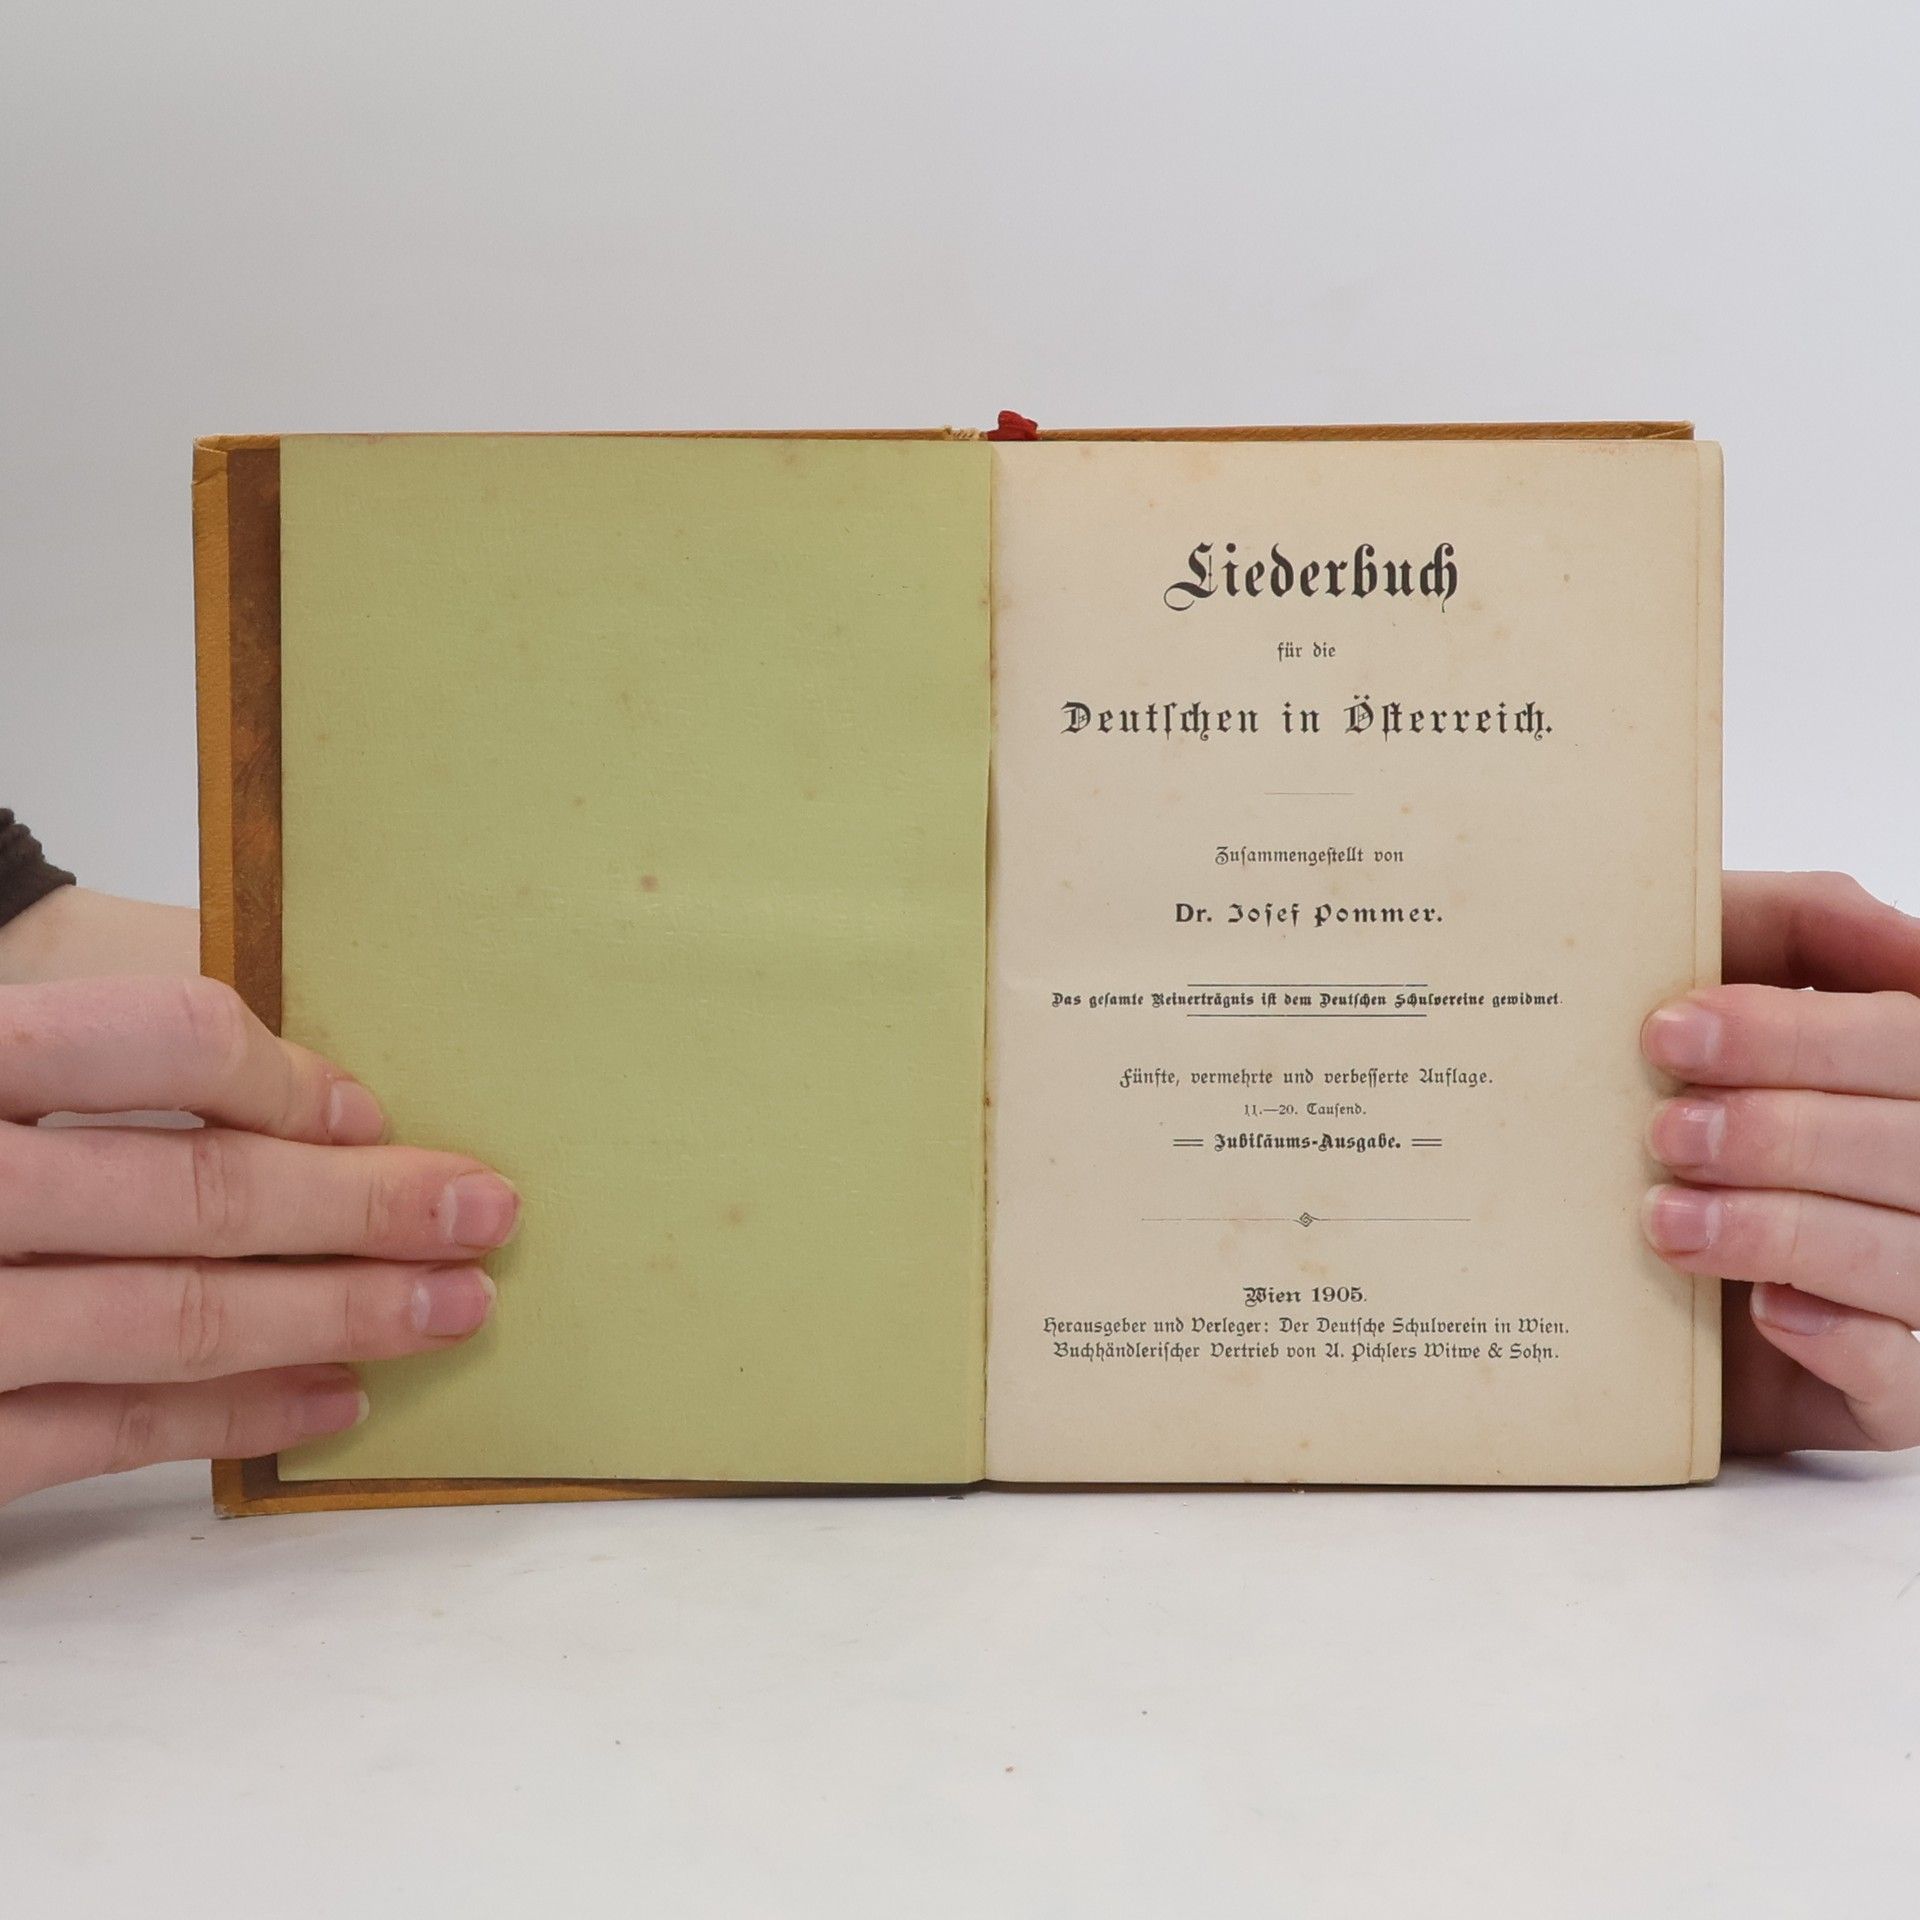 Liederbuch
für die
Deutſchen in Öſterreich.
Zuſammengeſtellt von
Dr. Joſef Pommer.
Das geſamte Reinerträgnis iſt dem Deutſchen Schulvereine gewidmet.
Fünfte, vermehrte und verbeſſerte Auflage.
11.—20. Tauſend.
Jubiläums-Ausgabe.
Wien 1905.
Herausgeber und Verleger: Der Deutſche Schulverein in Wien.
Buchhändleriſcher Vertrieb von A. Pichlers Witwe & Sohn.